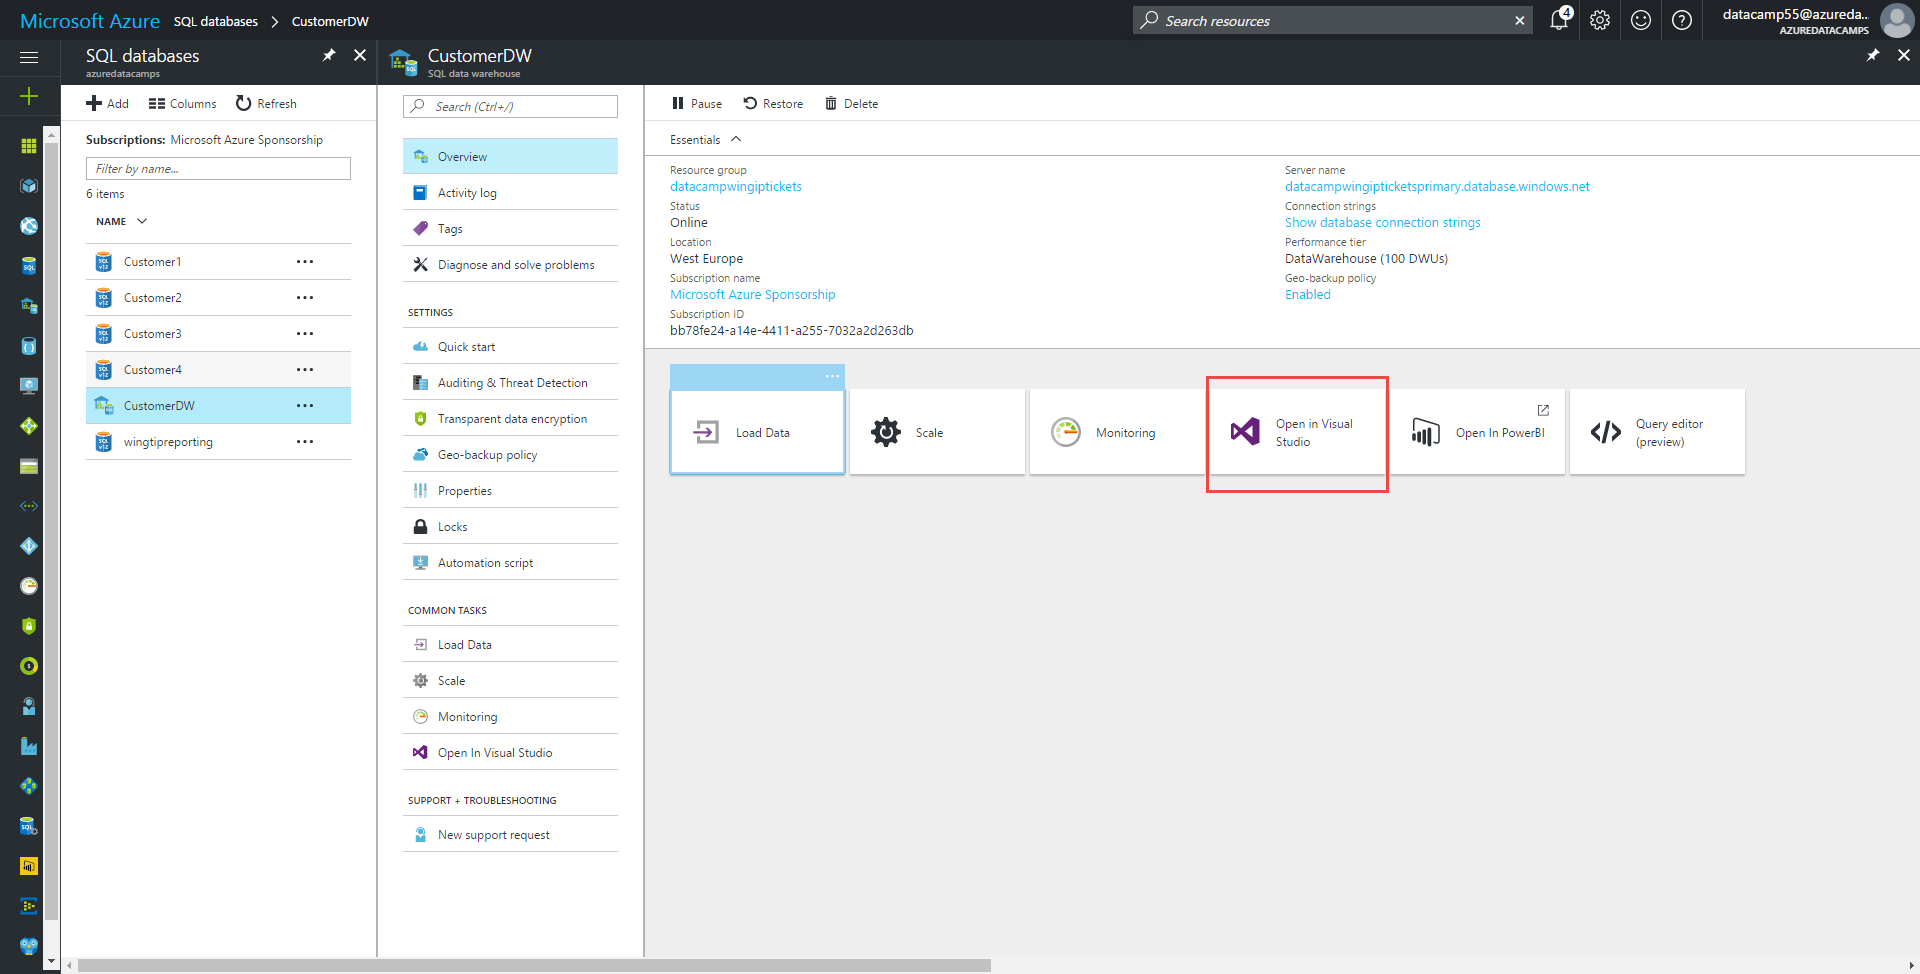 Microsoft Azure SQL databases CustomerDW
Search resources
4
datacamp55@azureda...
AZUREDATACAMPS
SQL databases
azuredatacamps
Add Columns Refresh
Subscriptions: Microsoft Azure Sponsorship
Filter by name...
6 items
NAME
Customer1
Customer2
Customer3
Customer4
CustomerDW
wingtipreporting
CustomerDW
SQL data warehouse
Search (Ctrl+/)
Overview
Activity log
Tags
Diagnose and solve problems
SETTINGS
Quick start
Auditing & Threat Detection
Transparent data encryption
Geo-backup policy
Properties
Locks
Automation script
COMMON TASKS
Load Data
Scale
Monitoring
Open In Visual Studio
SUPPORT + TROUBLESHOOTING
New support request
Pause Restore Delete
Essentials
Resource group
datacampwingiptickets
Status
Online
Location
West Europe
Subscription name
Microsoft Azure Sponsorship
Subscription ID
bb78fe24-a14e-4411-a255-7032a2d263db
Server name
datacampwingipticketsprimary.database.windows.net
Connection strings
Show database connection strings
Performance tier
DataWarehouse (100 DWUs)
Geo-backup policy
Enabled
Load Data
Scale
Monitoring
Open in Visual
Studio
Open In PowerBI
Query editor
(preview)